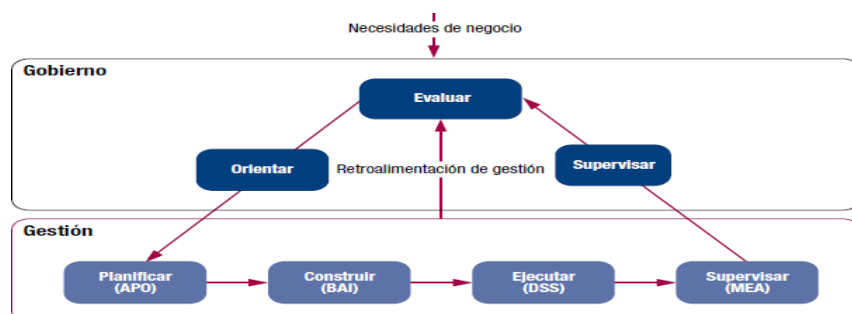 Necesidades de negocio
Gobierno
Evaluar
Orientar
Retroalimentación de gestión
Supervisar
Gestión
Planificar
(APO)
Construir
(BAI)
Ejecutar
(DSS)
Supervisar
(MEA)